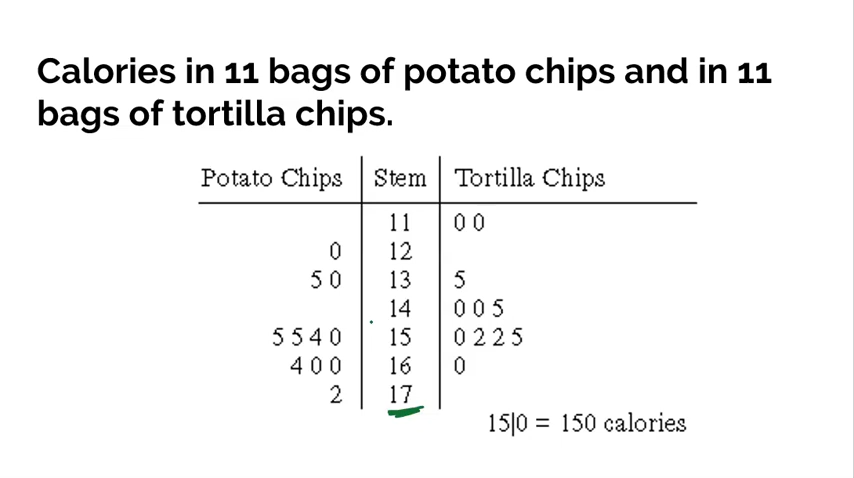 Calories in 11 bags of potato chips and in 11
bags of tortilla chips.
Potato Chips Stem Tortilla Chips
11 0 0
0 12
5 0 13 5
14 0 0 5
5 5 4 0 15 0 2 2 5
4 0 0 16 0
2 17
15|0 = 150 calories